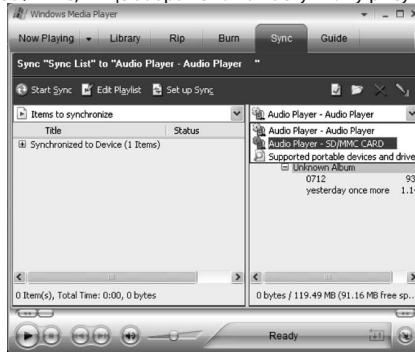 Windows Media Player
Now Playing Library Rip Burn Sync Guide
Sync "Sync List" to "Audio Player - Audio Player "
Start Sync Edit Playlist Set up Sync
Items to synchronize
Title Status
Synchronized to Device (1 Items)
0 Item(s), Total Time: 0:00, 0 bytes
Audio Player - Audio Player
Audio Player - Audio Player
Audio Player - SD/MMC CARD
Supported portable devices and drive
Unknown Album
0712 93
yesterday once more 1.1
0 bytes / 119.49 MB (91.16 MB free sp...
Ready